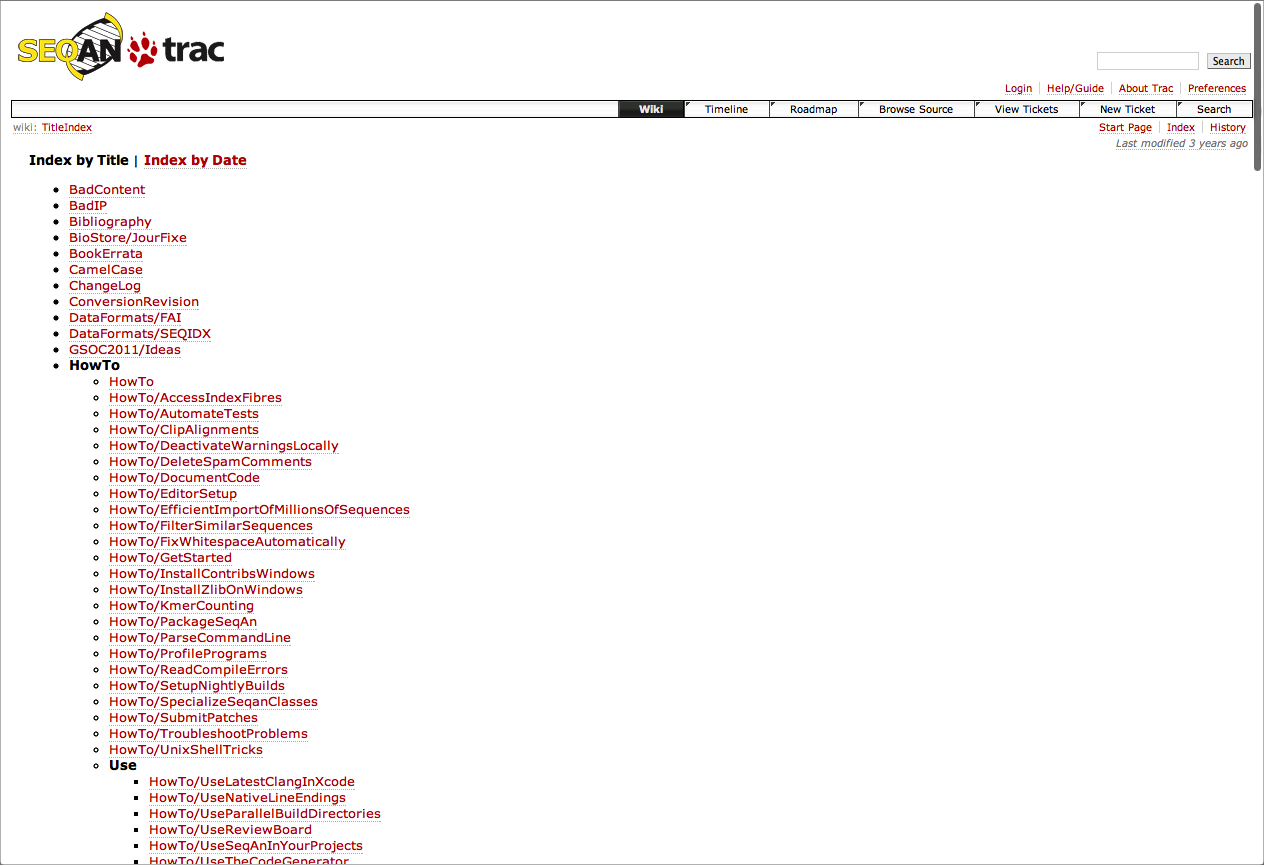 SEQAN trac
Search
Login Help/Guide About Trac Preferences
Wiki Timeline Roadmap Browse Source View Tickets New Ticket Search
wiki: TitleIndex Start Page Index History
Last modified 3 years ago
Index by Title | Index by Date
BadContent
BadIP
Bibliography
BioStore/JourFixe
BookErrata
CamelCase
ChangeLog
ConversionRevision
DataFormats/FAI
DataFormats/SEQIDX
GSOC2011/Ideas
HowTo
HowTo
HowTo/AccessIndexFibres
HowTo/AutomateTests
HowTo/ClipAlignments
HowTo/DeactivateWarningsLocally
HowTo/DeleteSpamComments
HowTo/DocumentCode
HowTo/EditorSetup
HowTo/EfficientImportOfMillionsOfSequences
HowTo/FilterSimilarSequences
HowTo/FixWhitespaceAutomatically
HowTo/GetStarted
HowTo/InstallContribsWindows
HowTo/InstallZlibOnWindows
HowTo/KmerCounting
HowTo/PackageSeqAn
HowTo/ParseCommandLine
HowTo/ProfilePrograms
HowTo/ReadCompileErrors
HowTo/SetupNightlyBuilds
HowTo/SpecializeSeqanClasses
HowTo/SubmitPatches
HowTo/TroubleshootProblems
HowTo/UnixShellTricks
Use
HowTo/UseLatestClangInXcode
HowTo/UseNativeLineEndings
HowTo/UseParallelBuildDirectories
HowTo/UseReviewBoard
HowTo/UseSeqAnInYourProjects
HowTo/UseTheCodeGenerator